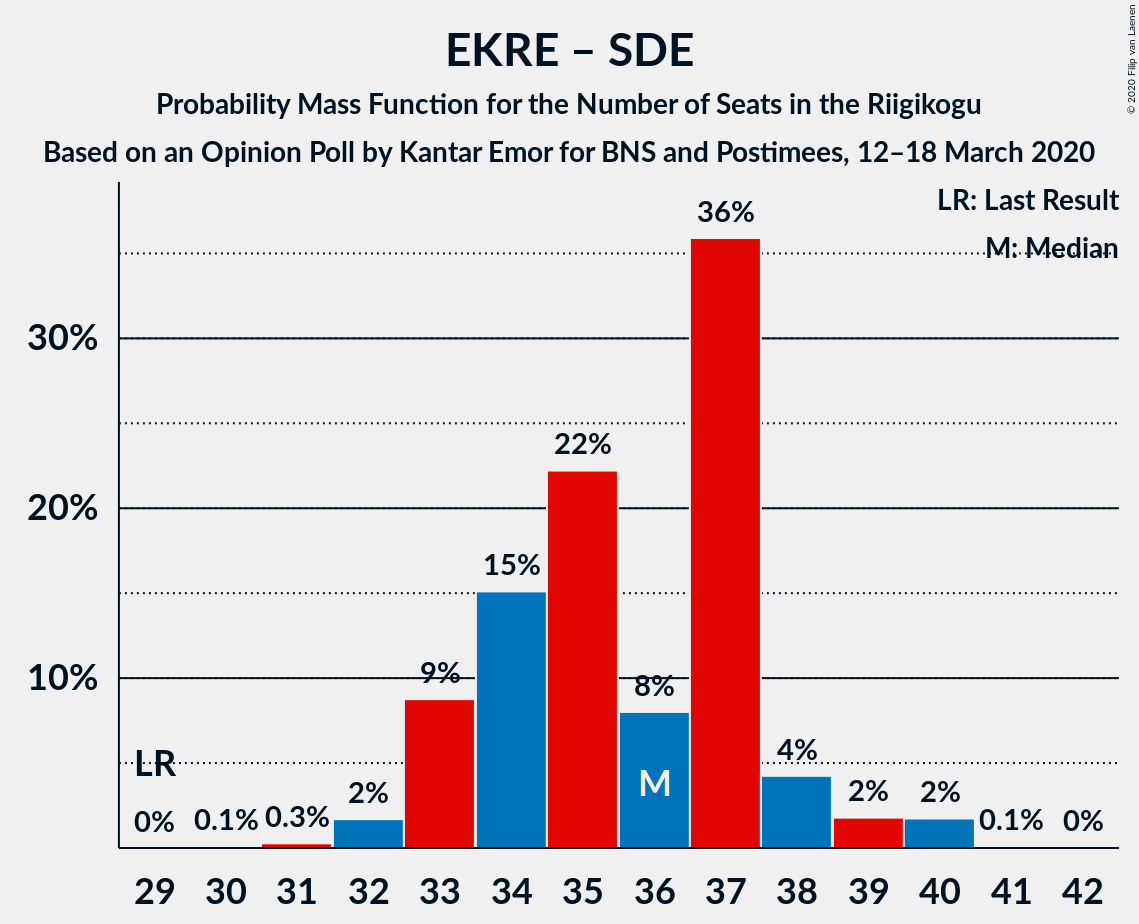 EKRE – SDE
Probability Mass Function for the Number of Seats in the Riigikogu
Based on an Opinion Poll by Kantar Emor for BNS and Postimees, 12–18 March 2020
© 2020 Filip van Laenen
LR: Last Result
M: Median
36%
30%
22%
20%
15%
10%
9%
8%
LR
M
4%
0%
0.1%
0.3%
2%
2%
2%
0.1%
0%
29 30 31 32 33 34 35 36 37 38 39 40 41 42